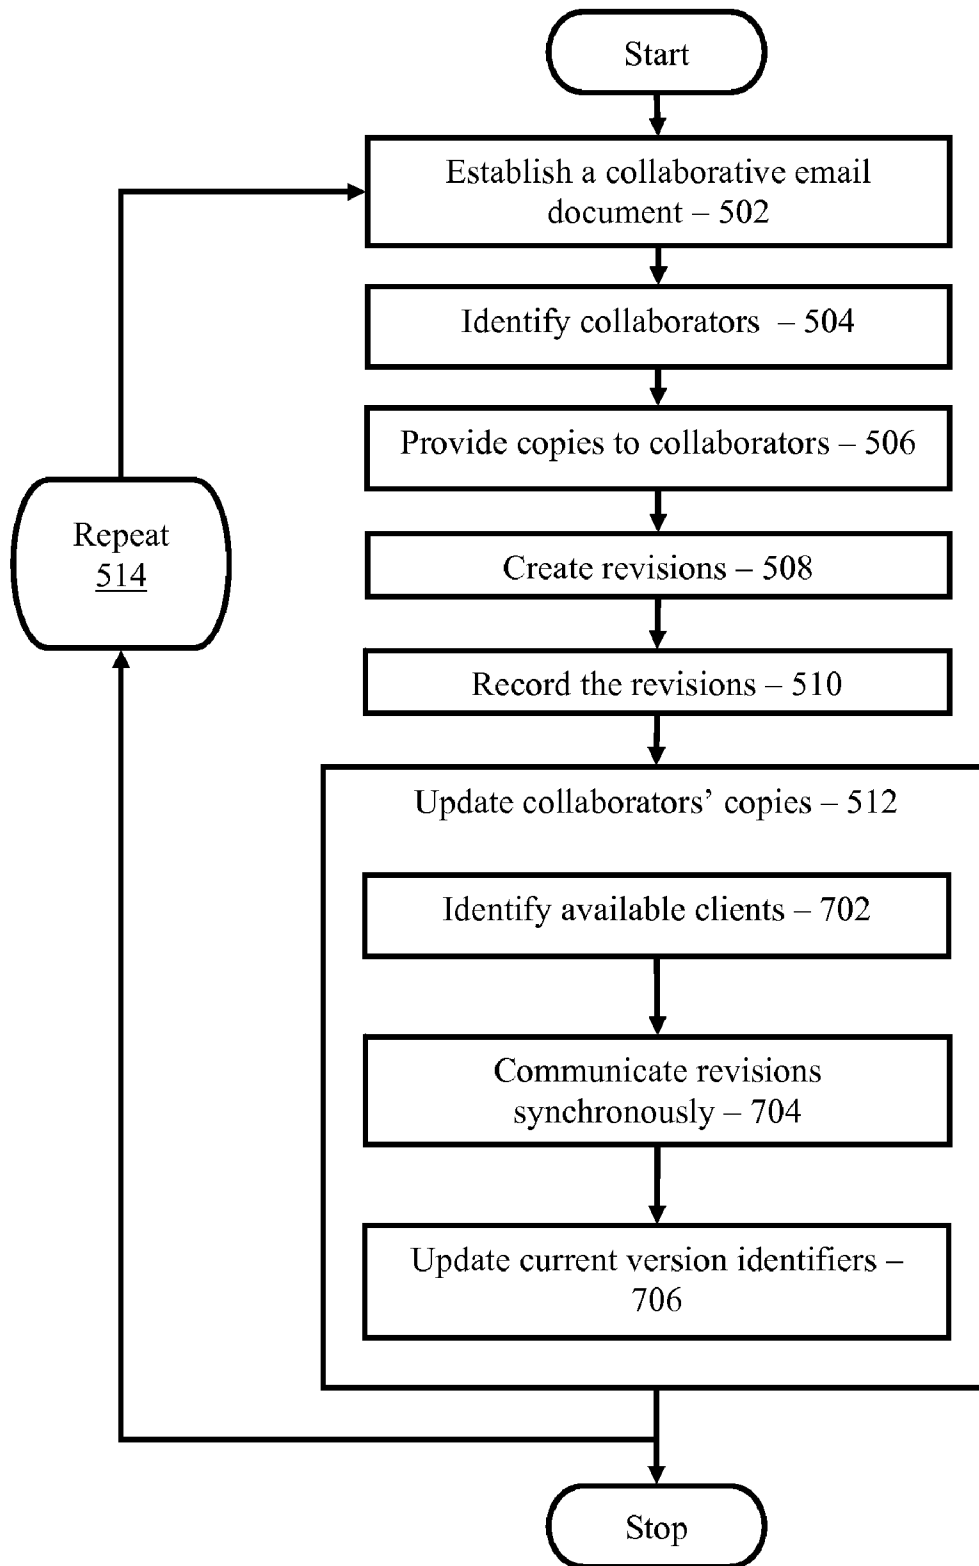 Start
Establish a collaborative email
document – 502
Identify collaborators – 504
Provide copies to collaborators – 506
Create revisions – 508
Record the revisions – 510
Repeat
514
Update collaborators’ copies – 512
Identify available clients – 702
Communicate revisions
synchronously – 704
Update current version identifiers –
706
Stop